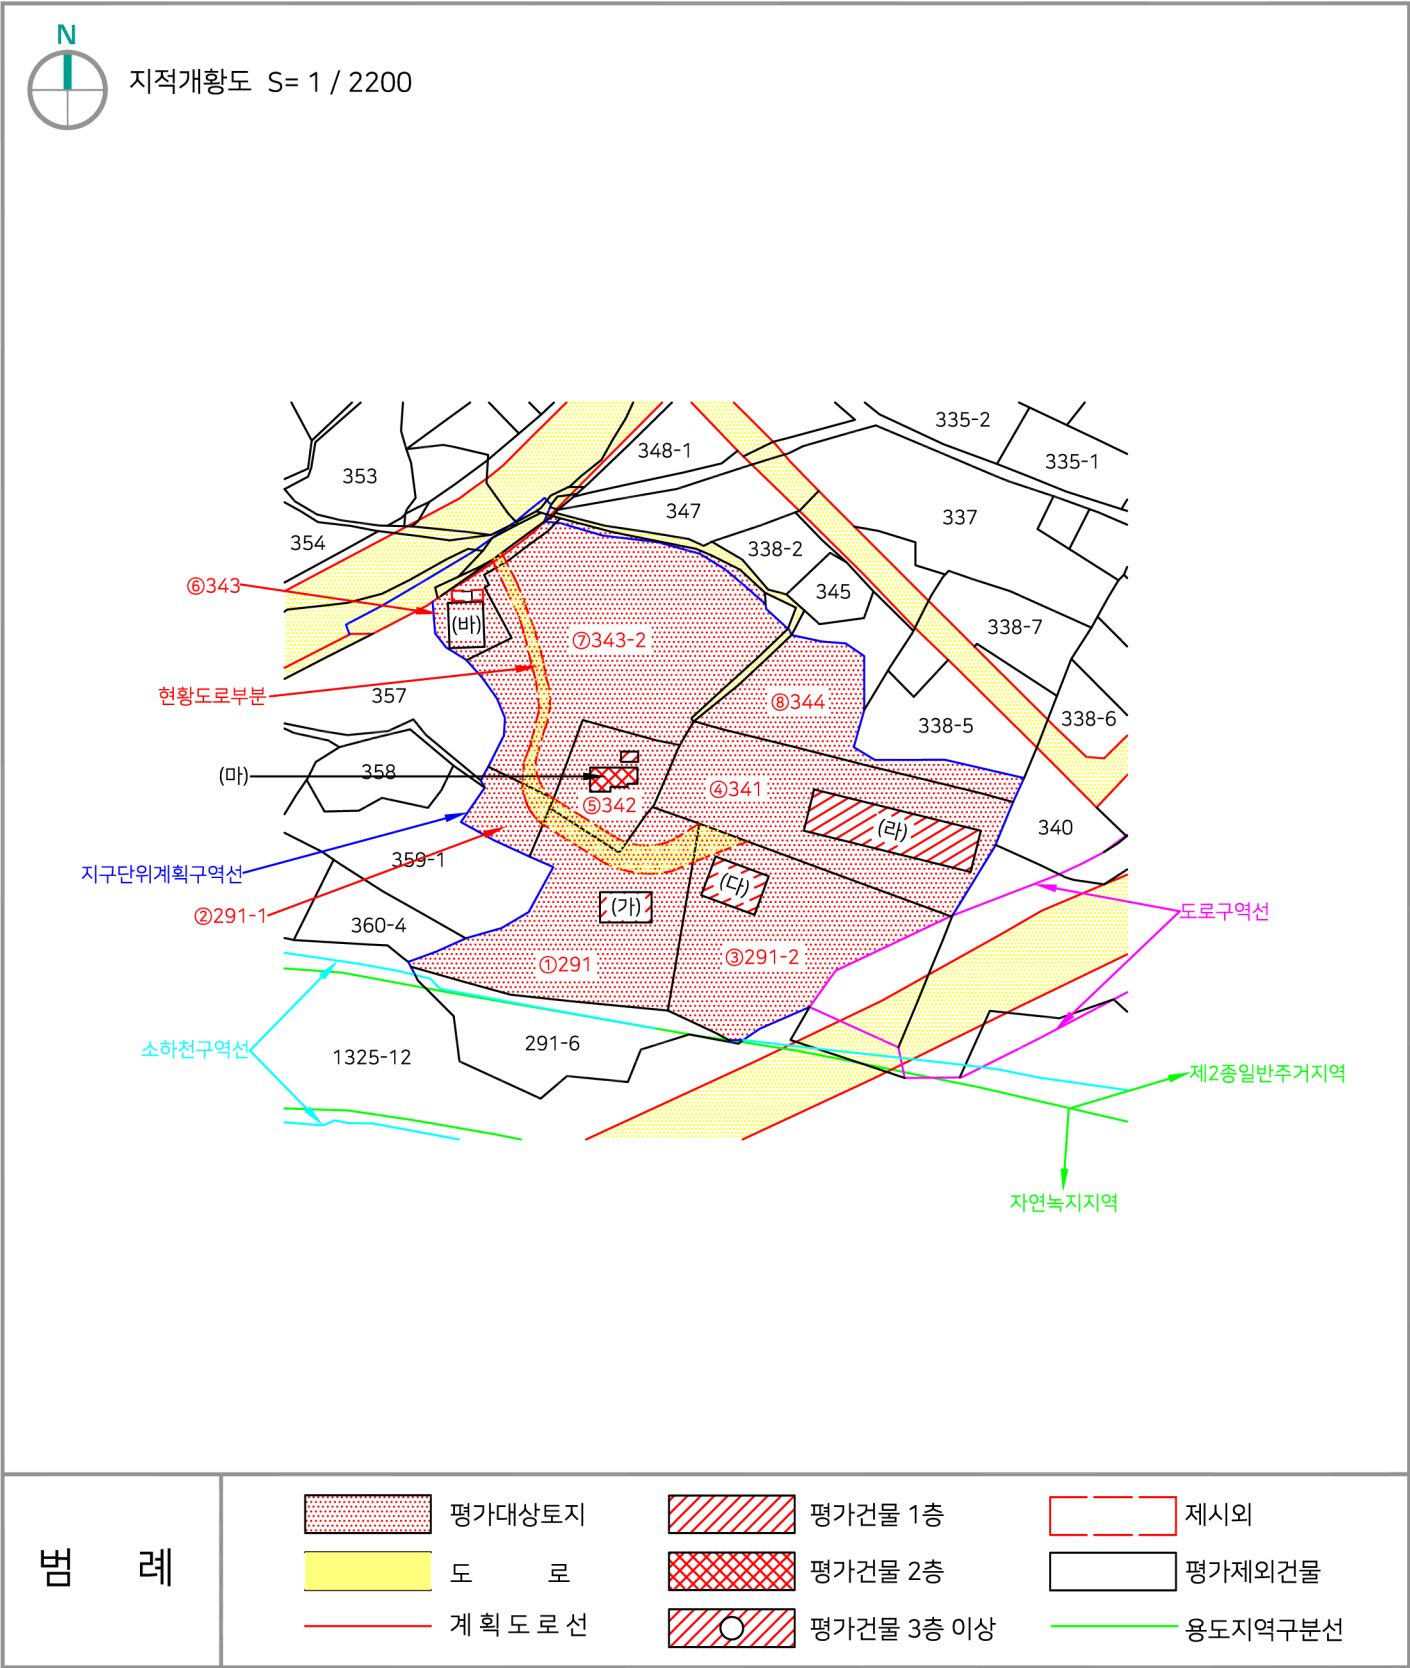 N
지적개황도 S= 1 / 2200
335-2
348-1
335-1
353
347
337
354
338-2
⑥343
345
(바)
338-7
⑦343-2
현황도로부분
357
⑧344
338-6
338-5
358
(마)
④341
⑤342
340
(라)
359-1
지구단위계획구역선
(다)
②291-1
(가)
도로구역선
360-4
③291-2
①291
291-6
소하천구역선
1325-12
제2종일반주거지역
자연녹지지역
범 례
평가대상토지
평가건물 1층
제시외
도 로
평가건물 2층
평가제외건물
계 획 도 로 선
평가건물 3층 이상
용도지역구분선